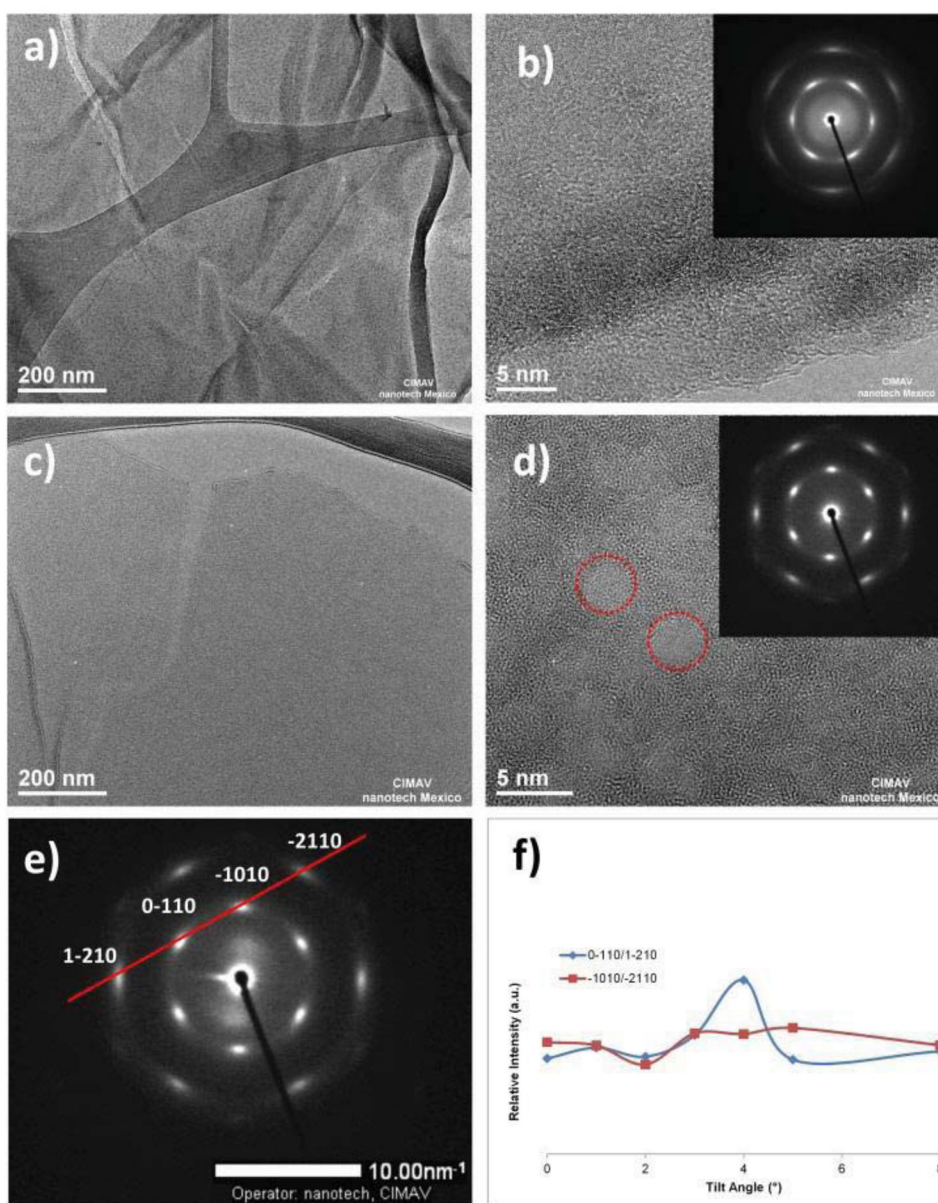 a)
200 nm
CIMAV
nanotech Mexico
b)
5 nm
CIMAV
nanotech Mexico
c)
200 nm
CIMAV
nanotech Mexico
d)
5 nm
CIMAV
nanotech Mexico
e)
-2110
-1010
0-110
1-210
10.00nm-1
Operator: nanotech, CIMAV
f)
0-110/1-210
-1010/-2110
Relative Intensity (a.u.)
0 2 4 6 8
Tilt Angle (°)